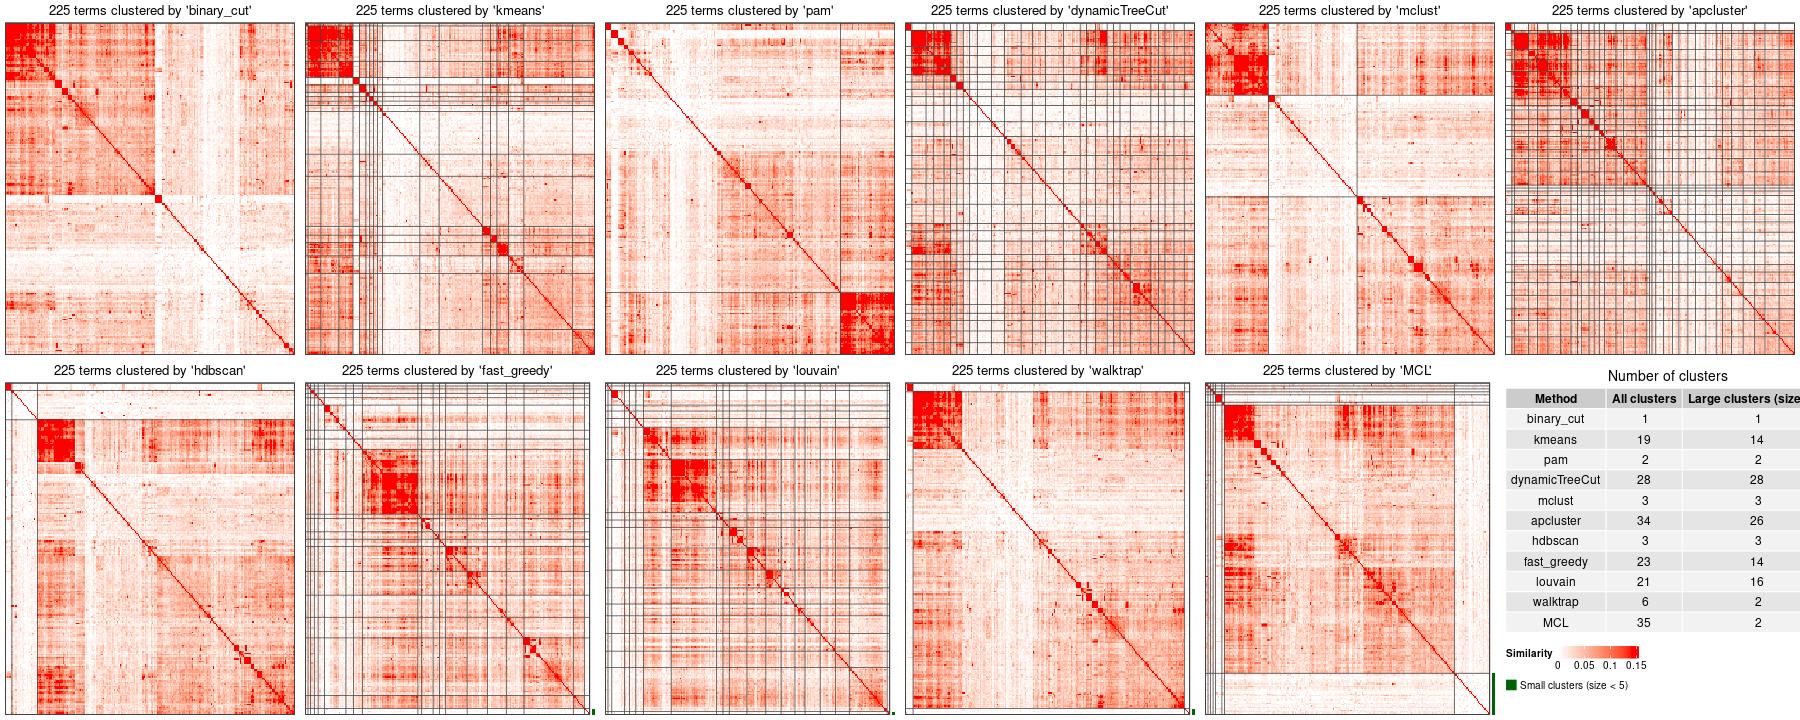 225 terms clustered by 'binary_cut'
225 terms clustered by 'kmeans'
225 terms clustered by 'pam'
225 terms clustered by 'dynamicTreeCut'
225 terms clustered by 'mclust'
225 terms clustered by 'apcluster'
225 terms clustered by 'hdbscan'
225 terms clustered by 'fast_greedy'
225 terms clustered by 'louvain'
225 terms clustered by 'walktrap'
225 terms clustered by 'MCL'
Number of clusters
Method All clusters Large clusters (size
binary_cut 1 1
kmeans 19 14
pam 2 2
dynamicTreeCut 28 28
mclust 3 3
apcluster 34 26
hdbscan 3 3
fast_greedy 23 14
louvain 21 16
walktrap 6 2
MCL 35 2
Similarity
0 0.05 0.1 0.15
Small clusters (size < 5)